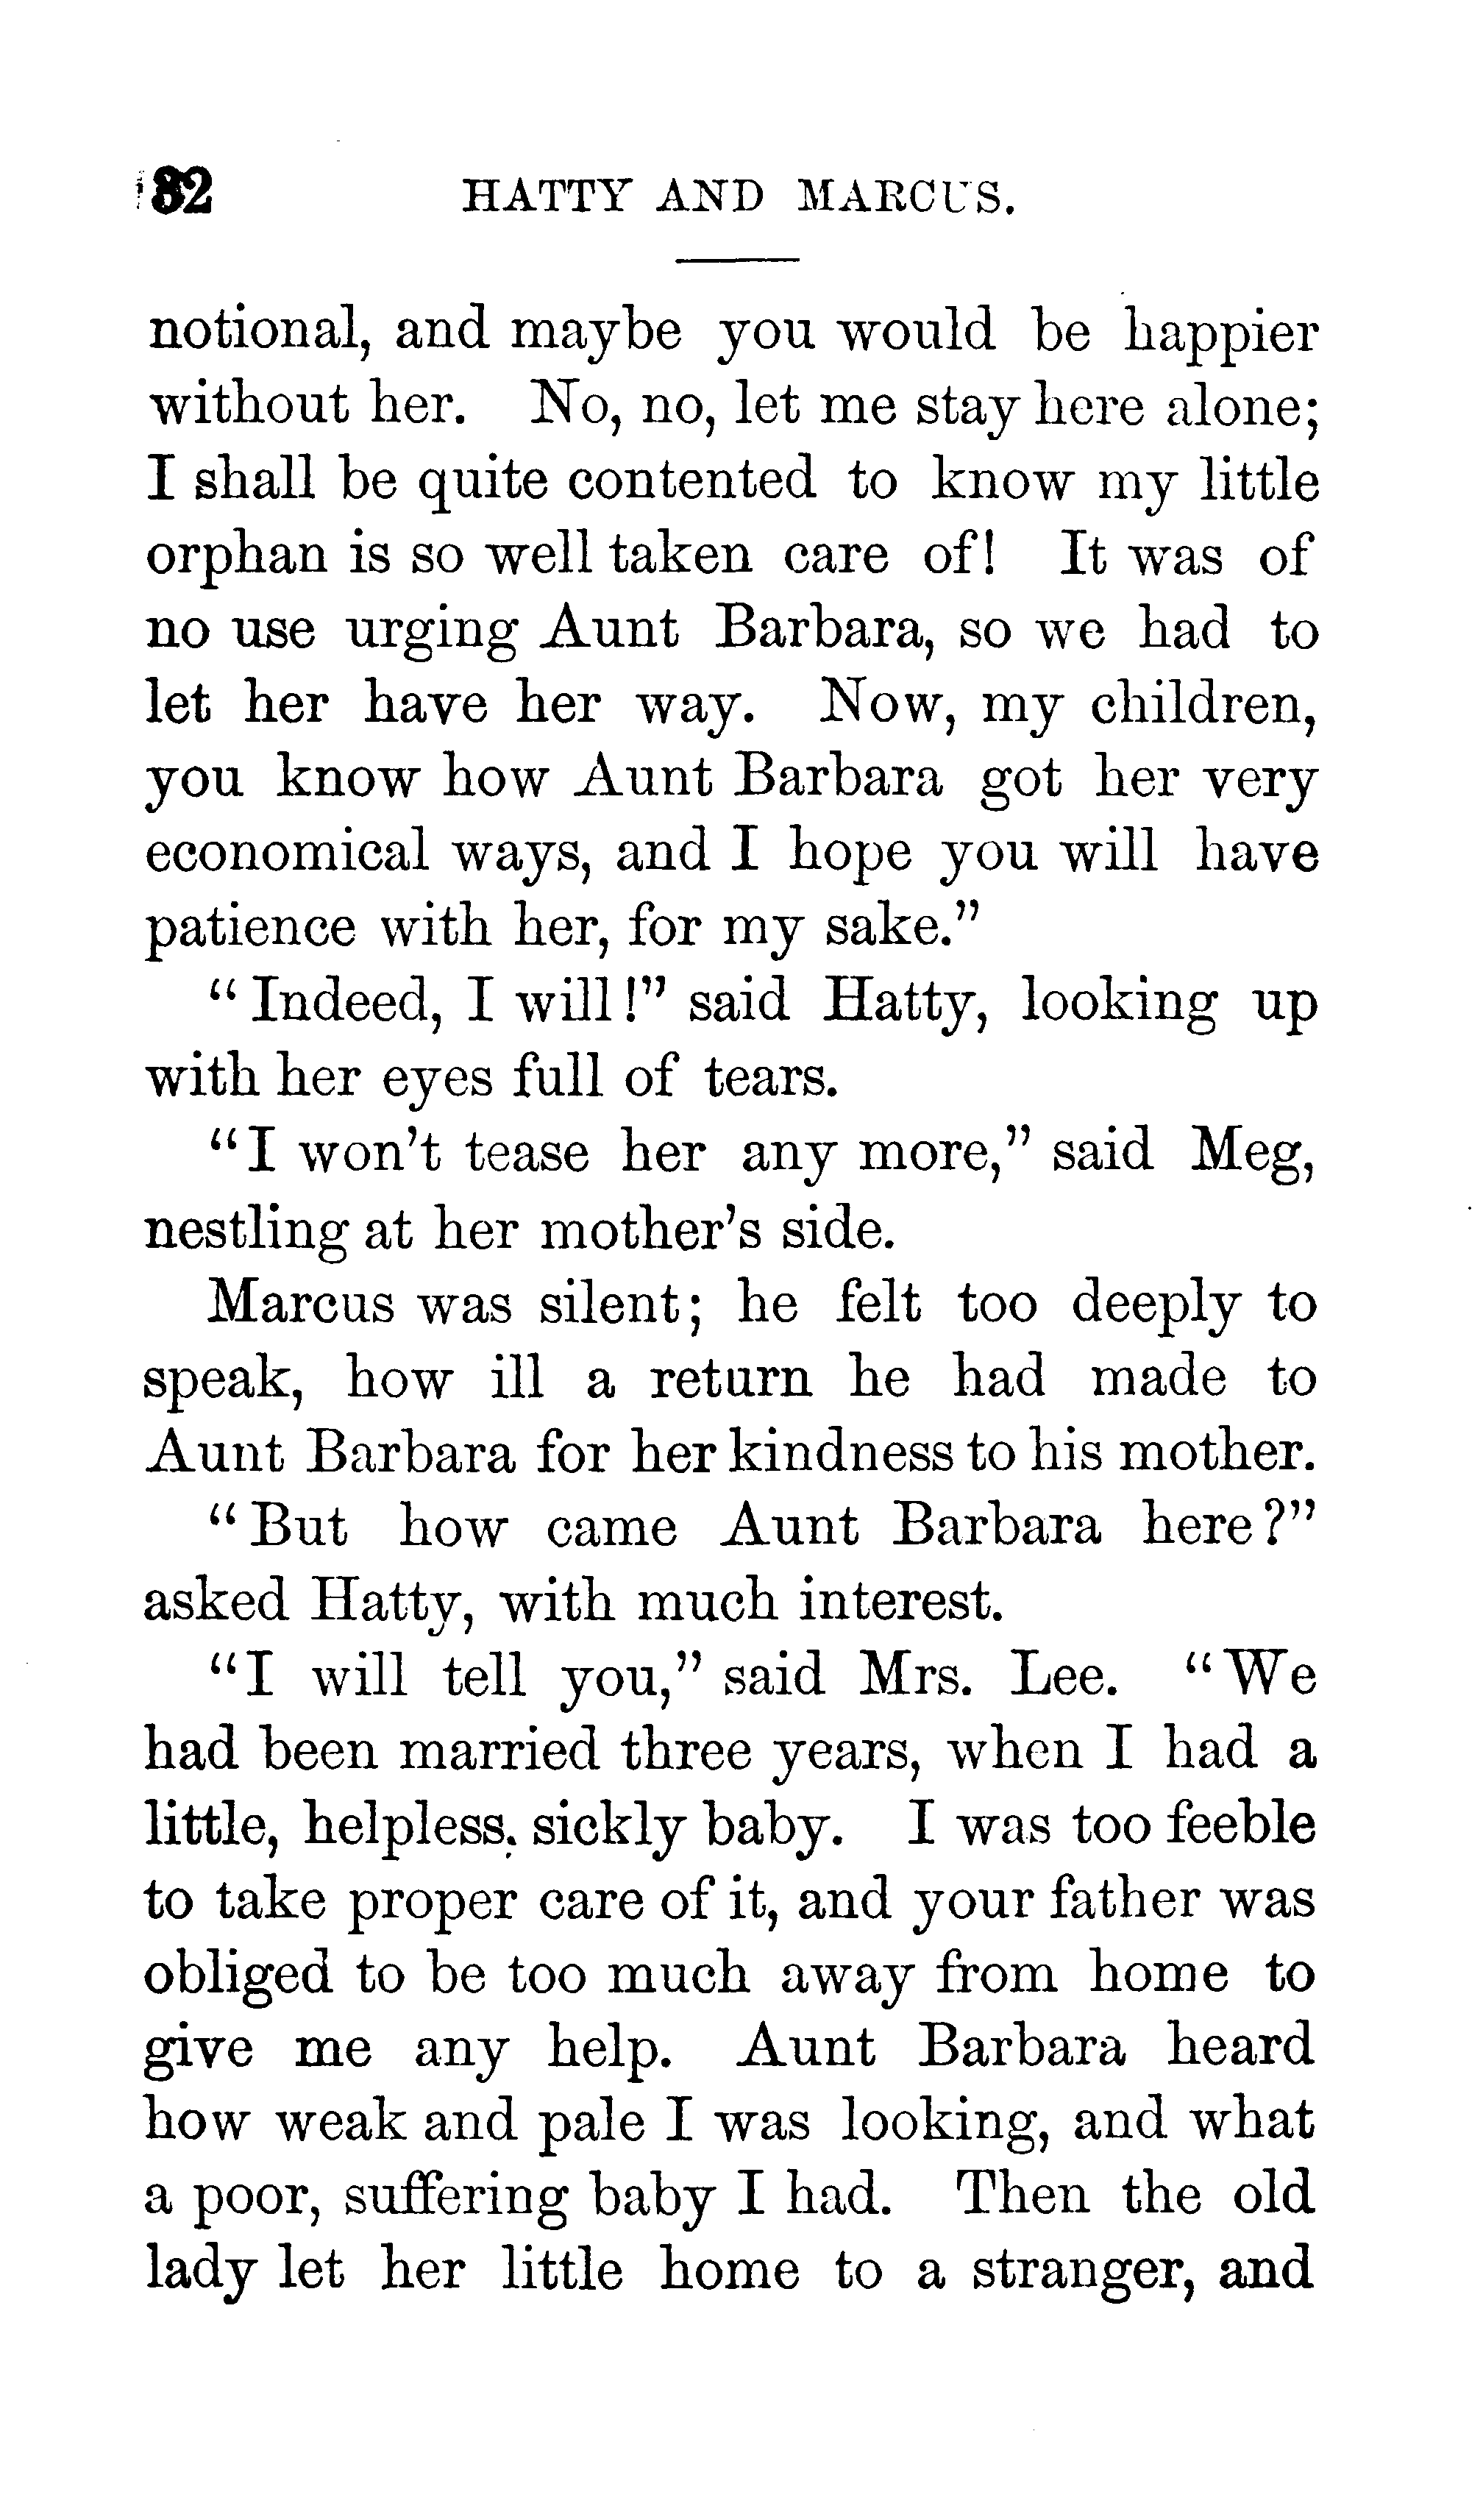 82 HATTY AND MARCUS.
notional, and maybe you would be happier
without her. No, no, let me stay here alone;
I shall be quite contented to know my little
orphan is so well taken care of! It was of
no use urging Aunt Barbara, so we had to
let her have her way. Now, my children,
you know how Aunt Barbara got her very
economical ways, and I hope you will have
patience with her, for my sake.”
“Indeed, I will!” said Hatty, looking up
with her eyes full of tears.
“I won't tease her any more,” said Meg,
nestling at her mother's side.
Marcus was silent; he felt too deeply to
speak, how ill a return he had made to
Aunt Barbara for her kindness to his mother.
“But how came Aunt Barbara here?”
asked Hatty, with much interest.
“I will tell you,” said Mrs. Lee. “We
had been married three years, when I had a
little, helpless, sickly baby. I was too feeble
to take proper care of it, and your father was
obliged to be too much away from home to
give me any help. Aunt Barbara heard
how weak and pale I was looking, and what
a poor, suffering baby I had. Then the old
lady let her little home to a stranger, and